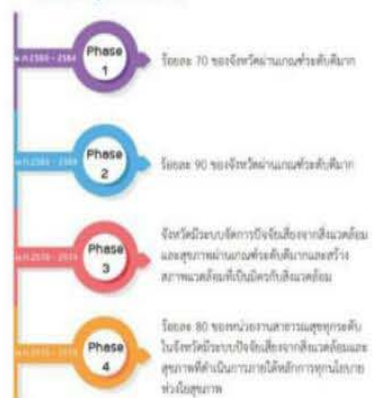 Phase
1
ร้อยละ 70 ของจังหวัดผ่านเกณฑ์ระดับดีมาก
Phase
2
ร้อยละ 90 ของจังหวัดผ่านเกณฑ์ระดับดีมาก
Phase
3
จังหวัดมีระบบจัดการปัจจัยเสี่ยงจากสิ่งแวดล้อม
และสุขภาพผ่านเกณฑ์ระดับดีมากและสร้าง
สภาพแวดล้อมที่เป็นมิตรกับสิ่งแวดล้อม
Phase
4
ร้อยละ 80 ของหน่วยงานสาธารณสุขทุกระดับ
ในจังหวัดมีระบบปัจจัยเสี่ยงจากสิ่งแวดล้อมและ
สุขภาพที่ดำเนินการภายใต้หลักการทุกนโยบาย
ห่วงใยสุขภาพ